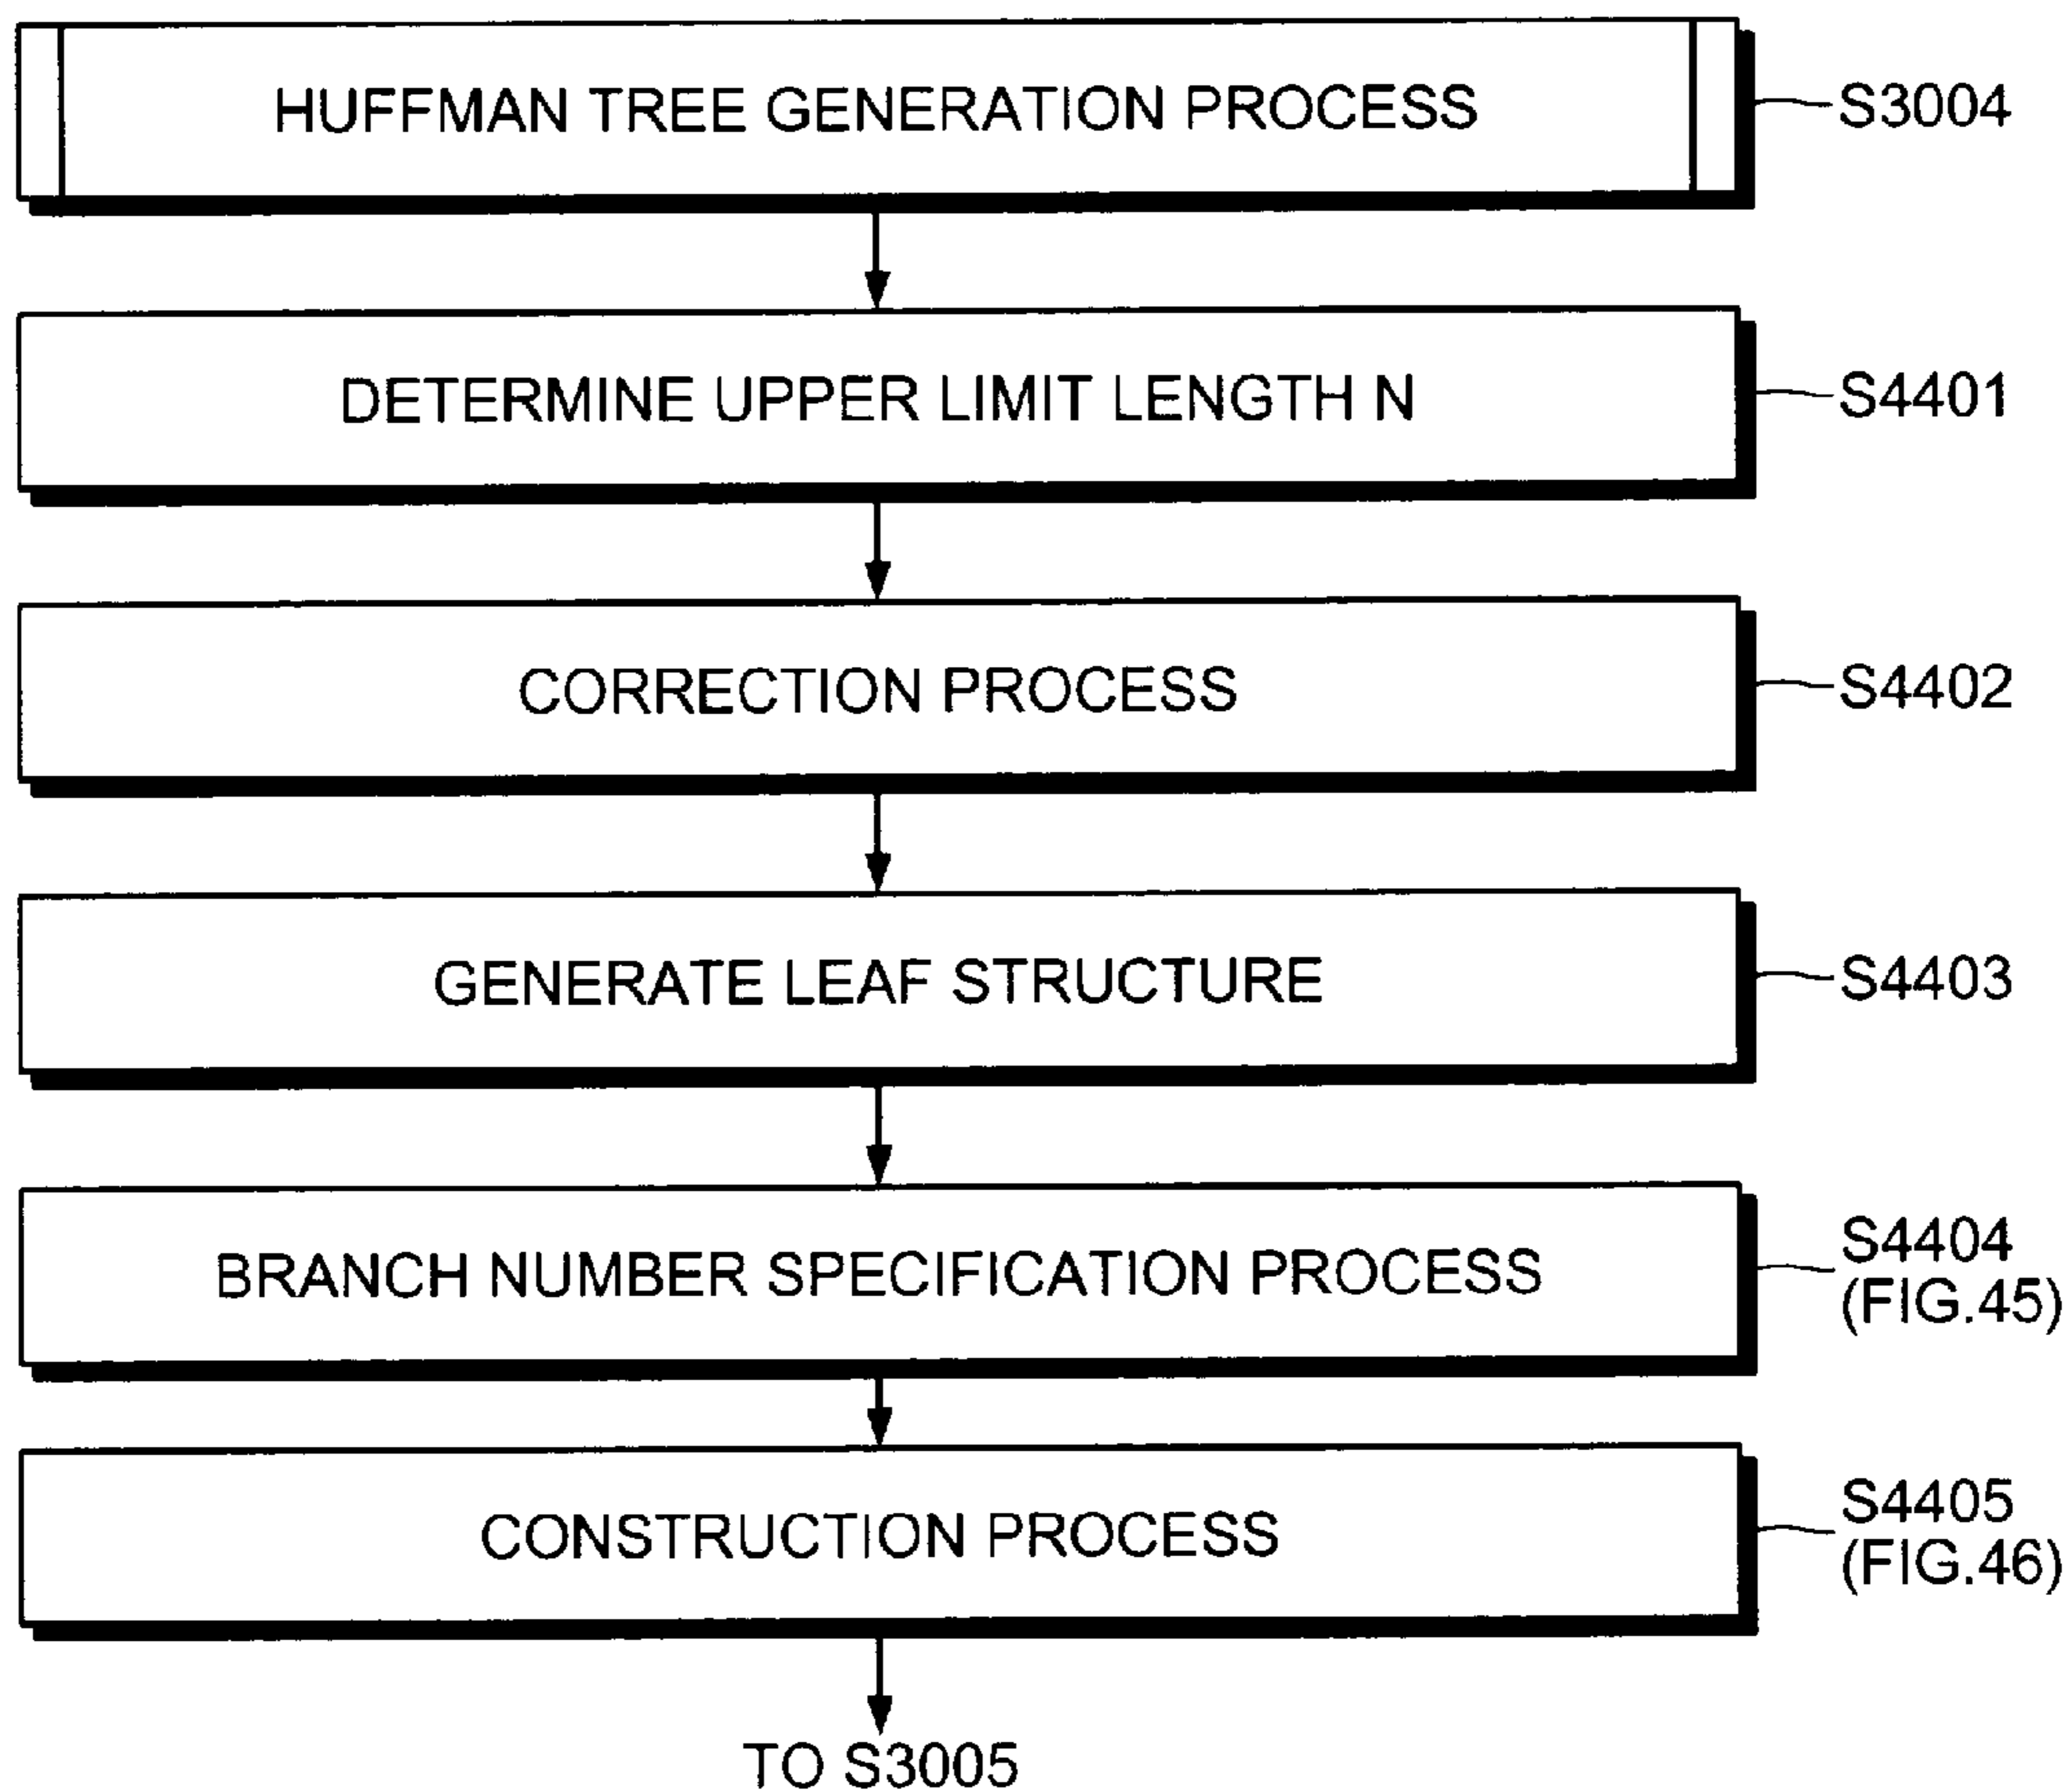 HUFFMAN TREE GENERATION PROCESS
S3004
DETERMINE UPPER LIMIT LENGTH N
S4401
CORRECTION PROCESS
S4402
GENERATE LEAF STRUCTURE
S4403
BRANCH NUMBER SPECIFICATION PROCESS
S4404
(FIG.45)
CONSTRUCTION PROCESS
S4405
(FIG.46)
TO S3005